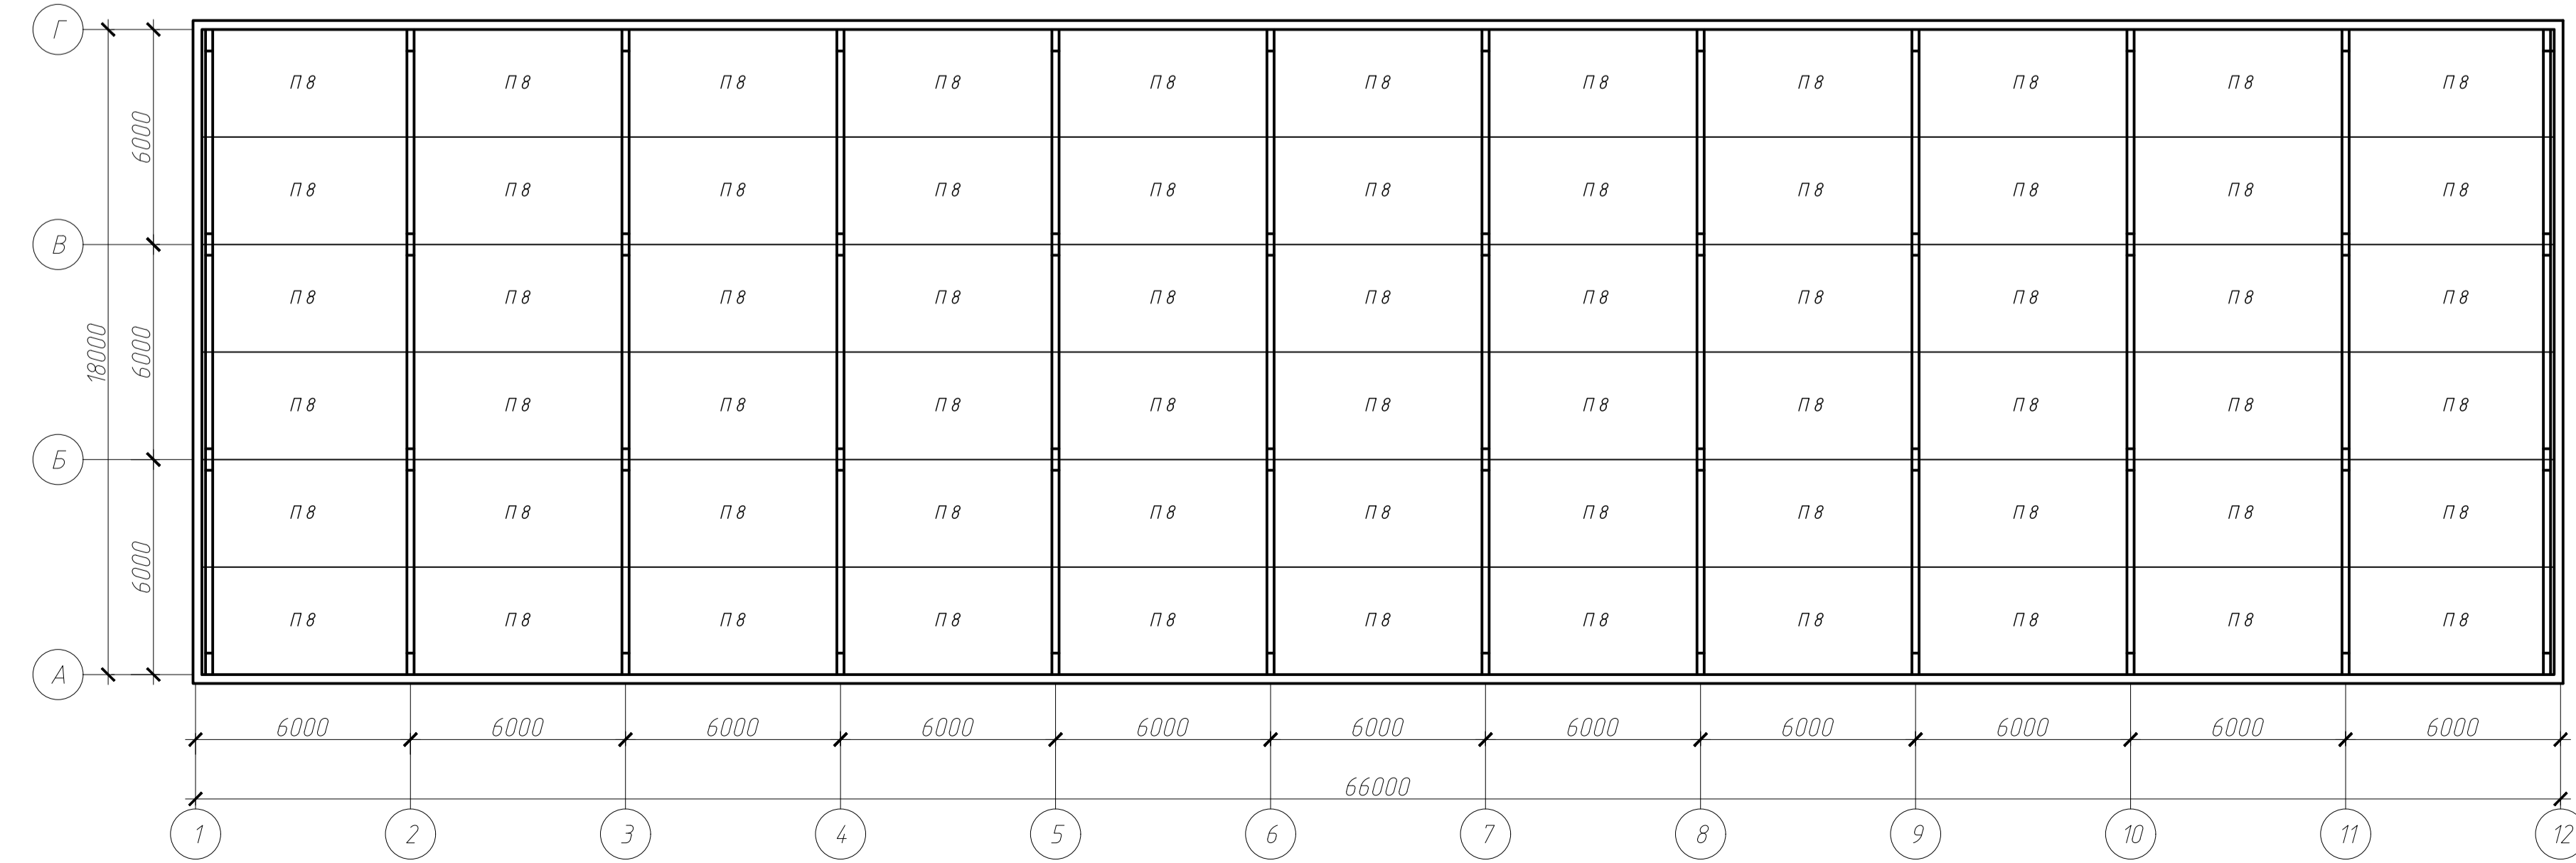 Г
П 8 П 8 П 8 П 8 П 8 П 8 П 8 П 8 П 8 П 8 П 8
6000
П 8 П 8 П 8 П 8 П 8 П 8 П 8 П 8 П 8 П 8 П 8
В
П 8 П 8 П 8 П 8 П 8 П 8 П 8 П 8 П 8 П 8 П 8
18000 6000
П 8 П 8 П 8 П 8 П 8 П 8 П 8 П 8 П 8 П 8 П 8
Б
П 8 П 8 П 8 П 8 П 8 П 8 П 8 П 8 П 8 П 8 П 8
6000
П 8 П 8 П 8 П 8 П 8 П 8 П 8 П 8 П 8 П 8 П 8
А
6000 6000 6000 6000 6000 6000 6000 6000 6000 6000 6000
66000
1 2 3 4 5 6 7 8 9 10 11 12